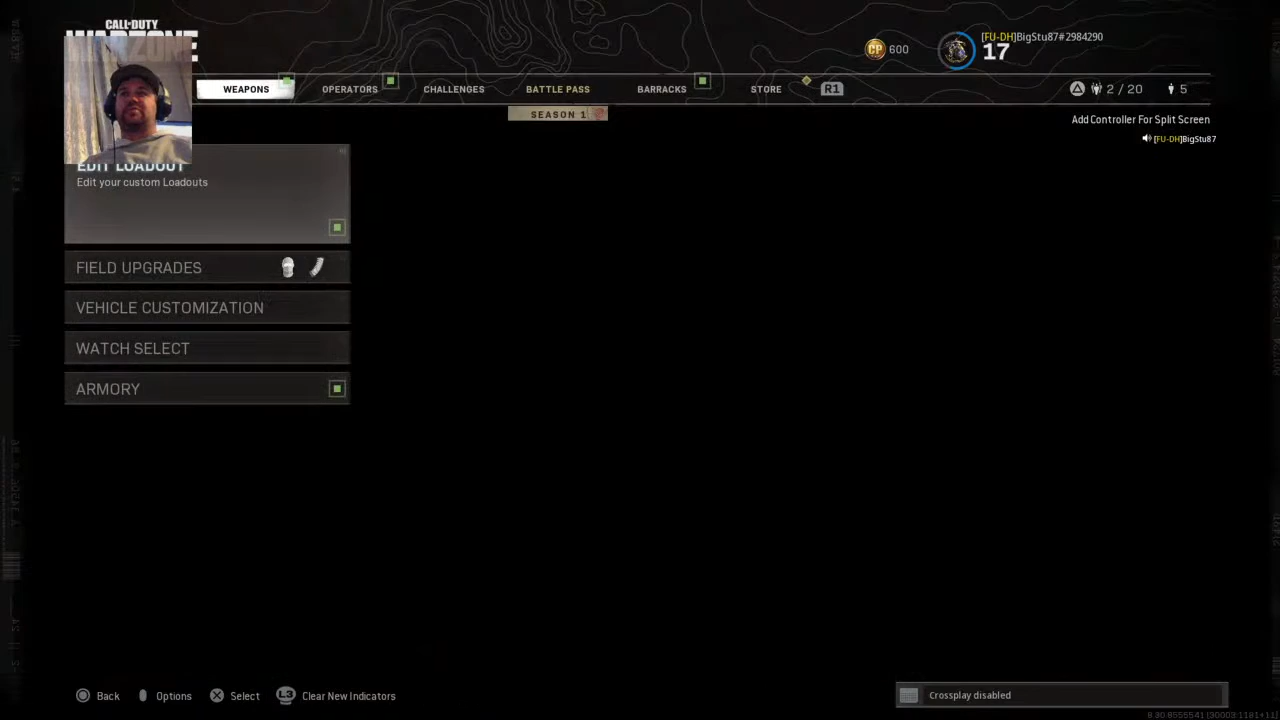 CALL OF DUTY
WARZONE
CP 600
[FU-DH]BigStu87#2984290
17
WEAPONS
OPERATORS
CHALLENGES
BATTLE PASS
BARRACKS
STORE
R1
2 / 20
5
SEASON 1
Add Controller For Split Screen
[FU-DH]BigStu87
EDIT LOADOUT
Edit your custom Loadouts
FIELD UPGRADES
VEHICLE CUSTOMIZATION
WATCH SELECT
ARMORY
Back
Options
Select
L3 Clear New Indicators
Crossplay disabled